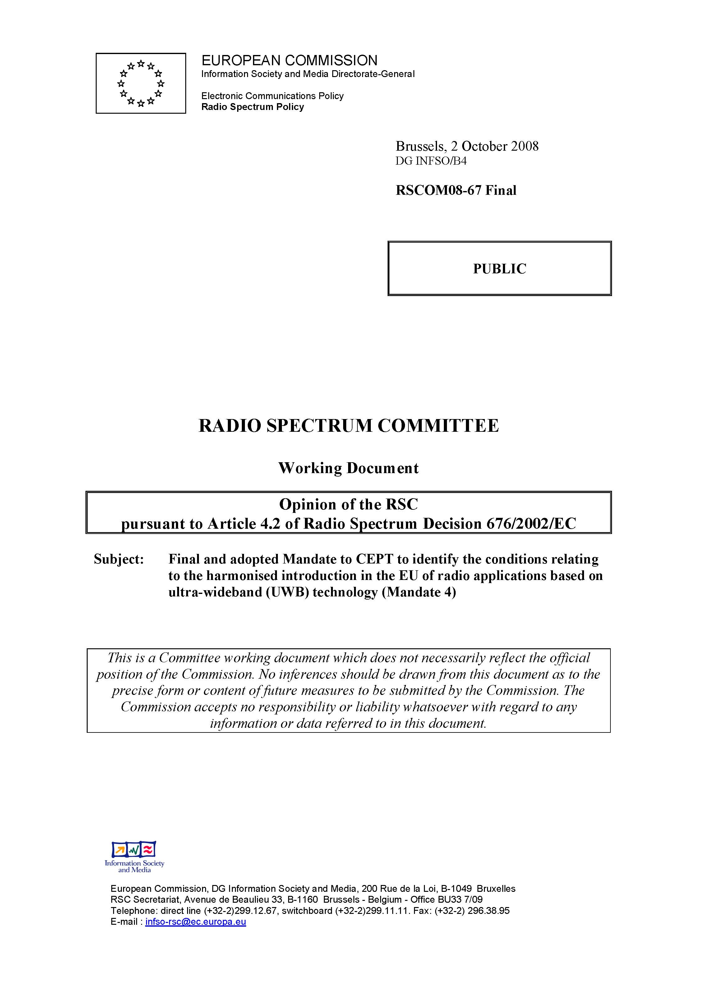 EUROPEAN COMMISSION
Information Society and Media Directorate-General
Electronic Communications Policy
Radio Spectrum Policy
Brussels, 2 October 2008
DG INFSO/B4
RSCOM08-67 Final
PUBLIC
RADIO SPECTRUM COMMITTEE
Working Document
Opinion of the RSC
pursuant to Article 4.2 of Radio Spectrum Decision 676/2002/EC
Subject: Final and adopted Mandate to CEPT to identify the conditions relating
to the harmonised introduction in the EU of radio applications based on
ultra-wideband (UWB) technology (Mandate 4)
This is a Committee working document which does not necessarily reflect the official
position of the Commission. No inferences should be drawn from this document as to the
precise form or content of future measures to be submitted by the Commission. The
Commission accepts no responsibility or liability whatsoever with regard to any
information or data referred to in this document.
Information Society
and Media
European Commission, DG Information Society and Media, 200 Rue de la Loi, B-1049 Bruxelles
RSC Secretariat, Avenue de Beaulieu 33, B-1160 Brussels - Belgium - Office BU33 7/09
Telephone: direct line (+32-2)299.12.67, switchboard (+32-2)299.11.11. Fax: (+32-2) 296.38.95
E-mail : infso-rsc@ec.europa.eu